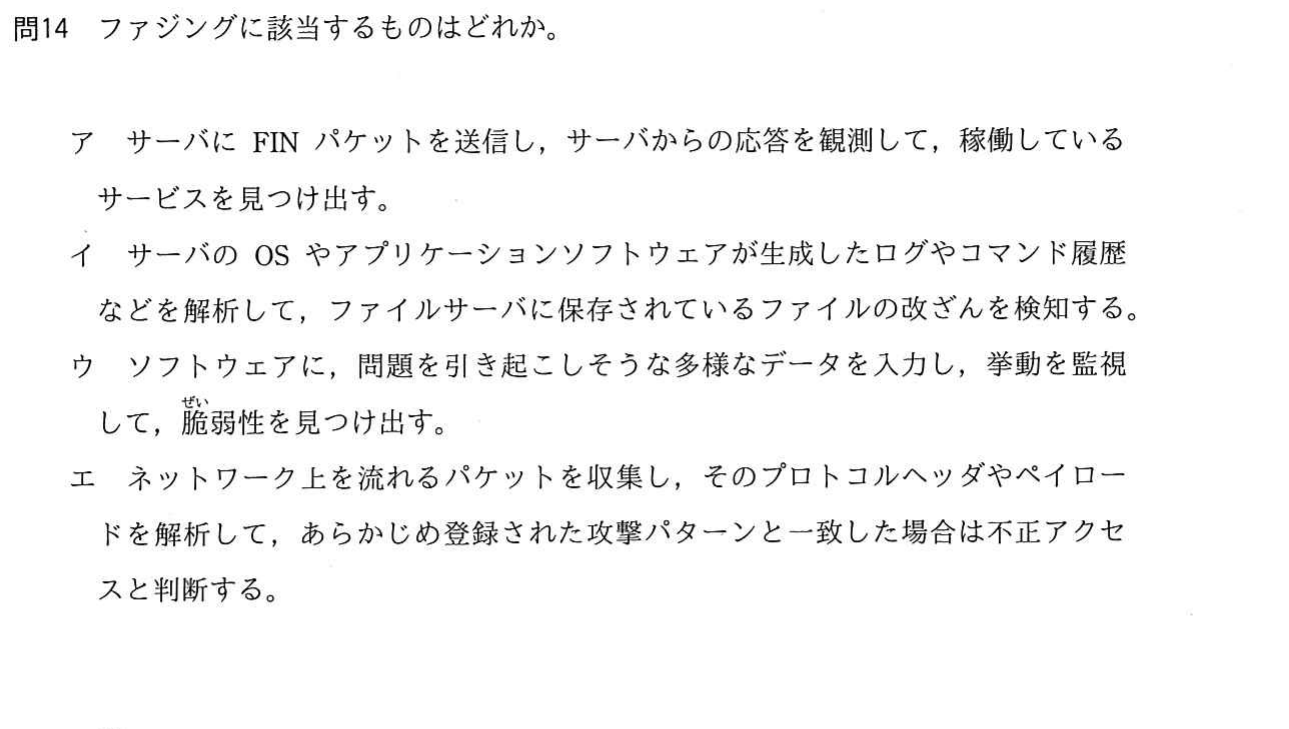 問14 ファジングに該当するものはどれか。
ア サーバに FIN パケットを送信し，サーバからの応答を観測して，稼働している
サービスを見つけ出す。
イ サーバの OS やアプリケーションソフトウェアが生成したログやコマンド履歴
などを解析して，ファイルサーバに保存されているファイルの改ざんを検知する。
ウ ソフトウェアに，問題を引き起こしそうな多様なデータを入力し，挙動を監視
ぜい
して，脆弱性を見つけ出す。
エ ネットワーク上を流れるパケットを収集し，そのプロトコルヘッダやペイロー
ドを解析して，あらかじめ登録された攻撃パターンと一致した場合は不正アクセ
スと判断する。